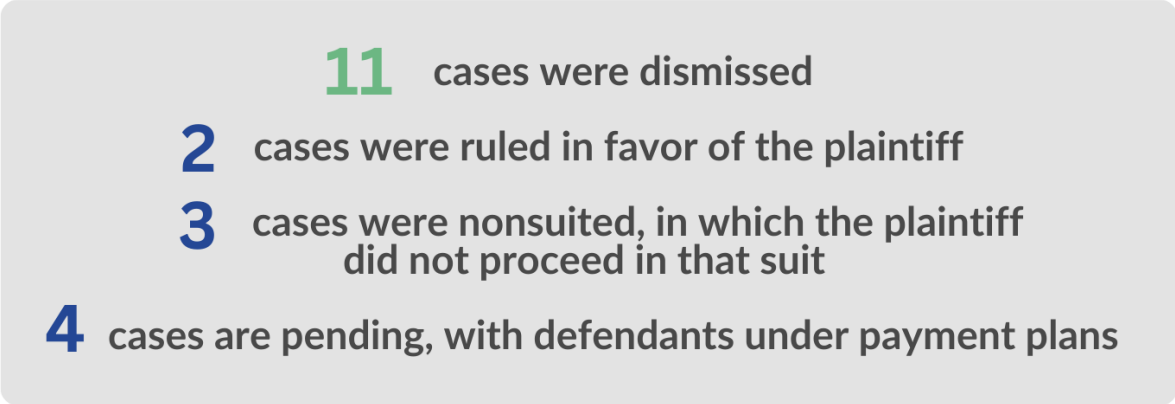 11 cases were dismissed
2 cases were ruled in favor of the plaintiff
3 cases were nonsuited, in which the plaintiff
did not proceed in that suit
4 cases are pending, with defendants under payment plans